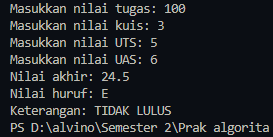 Masukkan nilai tugas: 100
Masukkan nilai kuis: 3
Masukkan nilai UTS: 5
Masukkan nilai UAS: 6
Nilai akhir: 24.5
Nilai huruf: E
Keterangan: TIDAK LULUS
PS D:\alvino\Semester 2\Prak algorita